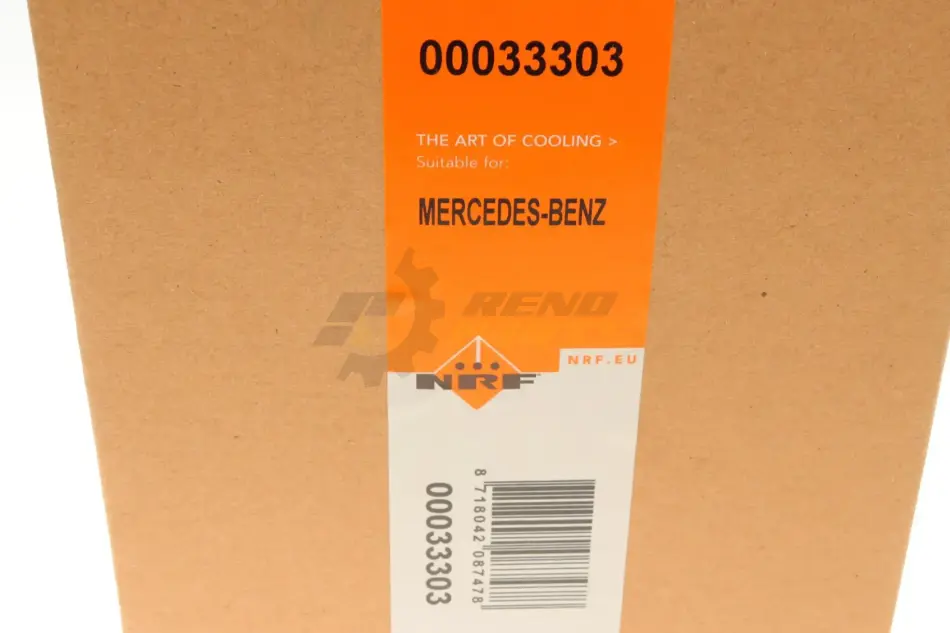 00033303
THE ART OF COOLING >
Suitable for:
MERCEDES-BENZ
RENO
NRF.EU
NRF
00033303
8 718042 087478